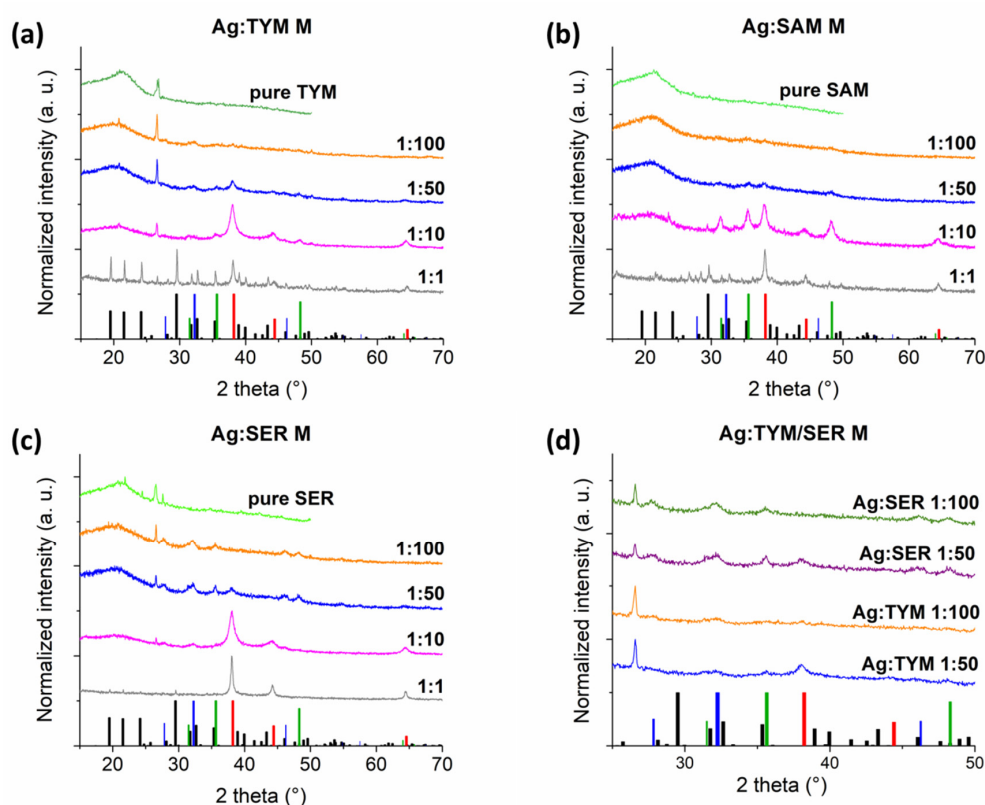 (a)
Ag:TYM M
Normalized intensity (a. u.)
pure TYM
1:100
1:50
1:10
1:1
20 30 40 50 60 70
2 theta (°)
(b)
Ag:SAM M
Normalized intensity (a. u.)
pure SAM
1:100
1:50
1:10
1:1
20 30 40 50 60 70
2 theta (°)
(c)
Ag:SER M
Normalized intensity (a. u.)
pure SER
1:100
1:50
1:10
1:1
20 30 40 50 60 70
2 theta (°)
(d)
Ag:TYM/SER M
Normalized intensity (a. u.)
Ag:SER 1:100
Ag:SER 1:50
Ag:TYM 1:100
Ag:TYM 1:50
30 40 50
2 theta (°)